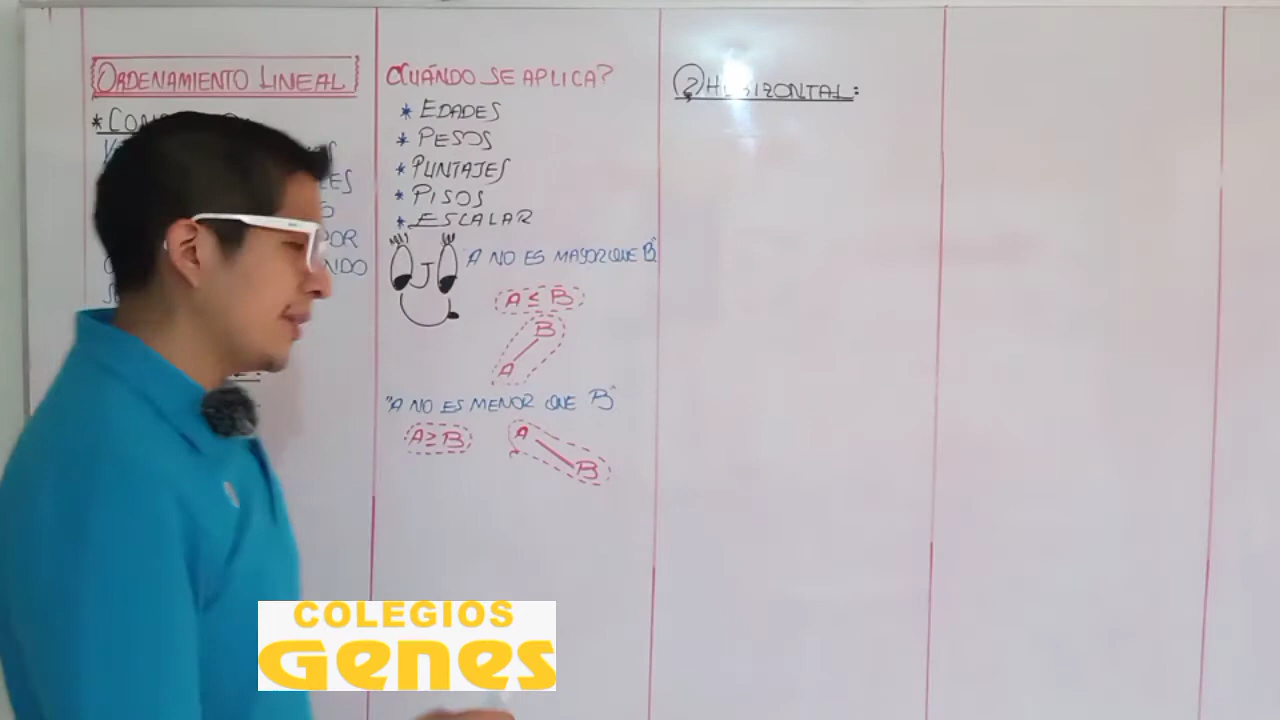 ORDENAMIENTO LINEAL
POR
¿CUÁNDO SE APLICA?
* EDADES
* PESOS
* PUNTAJES
* PISOS
* ESCALAR
"A NO ES MAYOR QUE B"
A ≤ B
B
A
"A NO ES MENOR QUE B"
A ≥ B
A
B
2 HORIZONTAL:
COLEGIOS
Genes